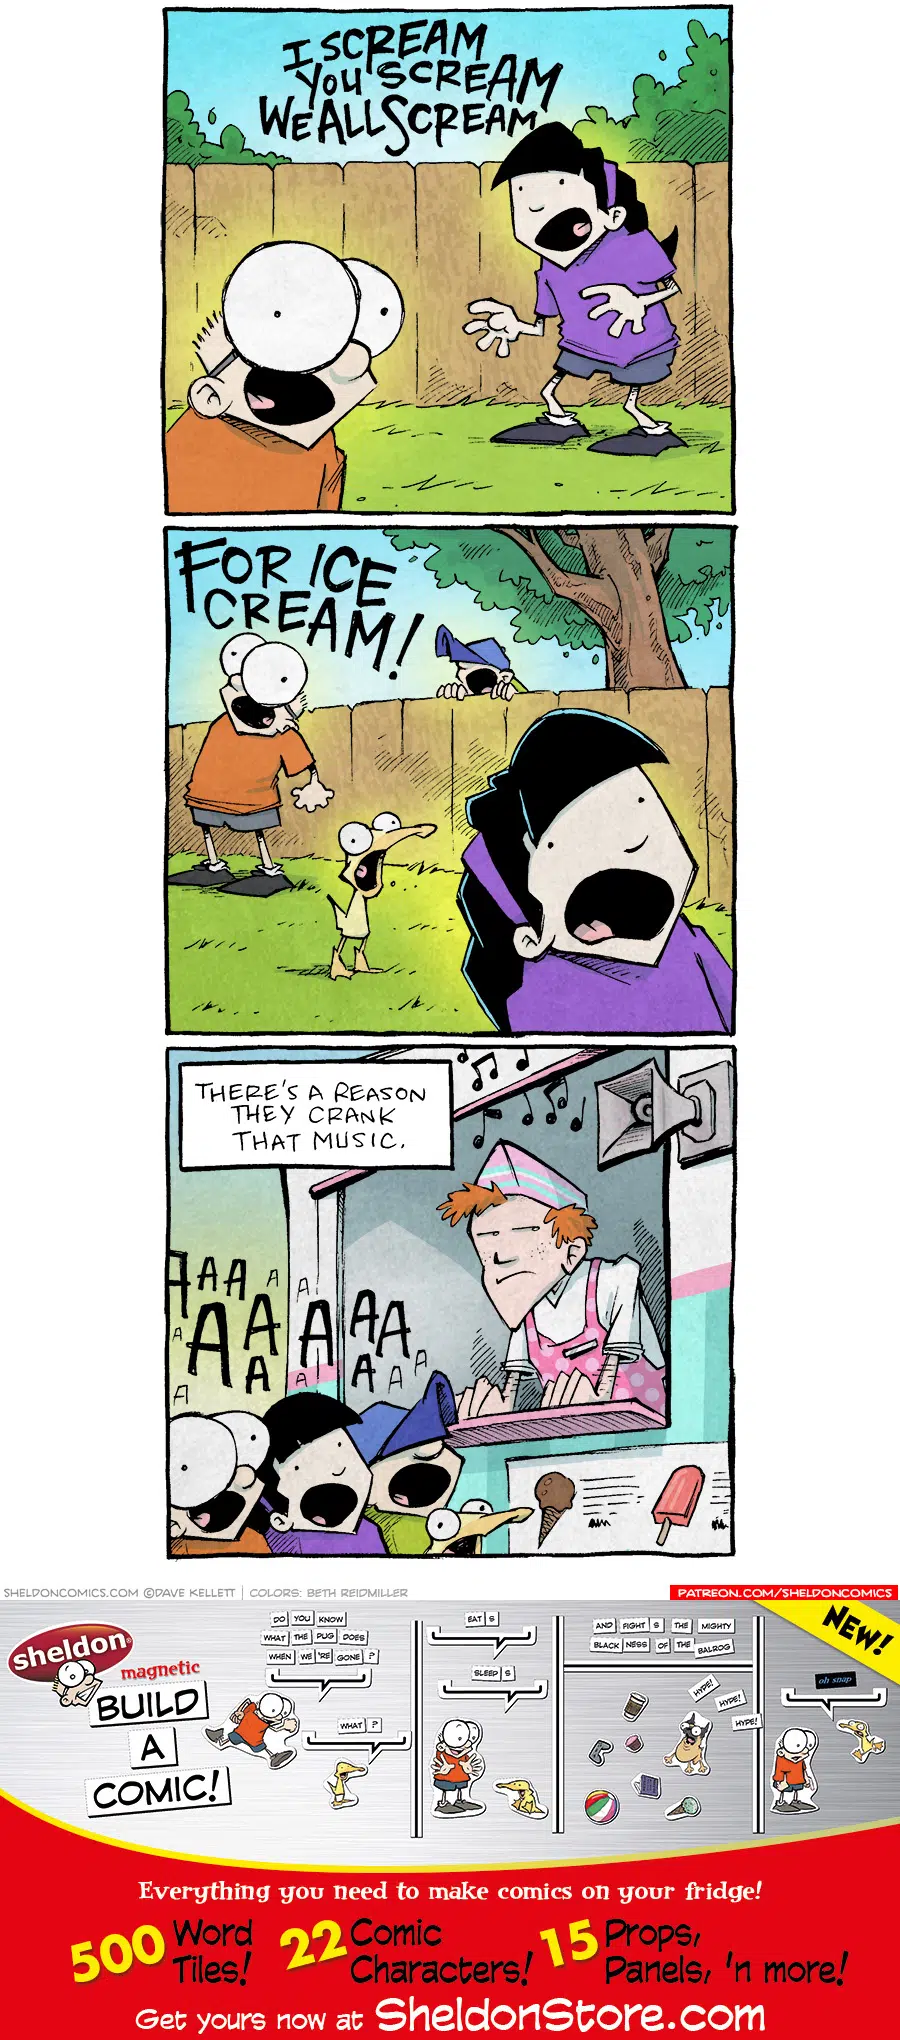 I SCREAM
YOU SCREAM
WE ALL SCREAM
FOR ICE
CREAM!
THERE'S A REASON
THEY CRANK
THAT MUSIC.
AAA A A
A A A A AA
A A A A A A
A
SHELDONCOMICS.COM ©DAVE KELLETT | COLORS: BETH REIDMILLER
PATREON.COM/SHELDONCOMICS
sheldon®
magnetic
BUILD
A
COMIC!
DO YOU KNOW
WHAT THE PUG DOES
WHEN WE 'RE GONE ?
WHAT ?
EAT S
SLEEP S
AND FIGHT S THE MIGHTY
BLACK NESS OF THE BALROG
HYPE!
HYPE!
HYPE!
oh snap
NEW!
Everything you need to make comics on your fridge!
500 Word Tiles!
22 Comic Characters!
15 Props, Panels, 'n more!
Get yours now at SheldonStore.com